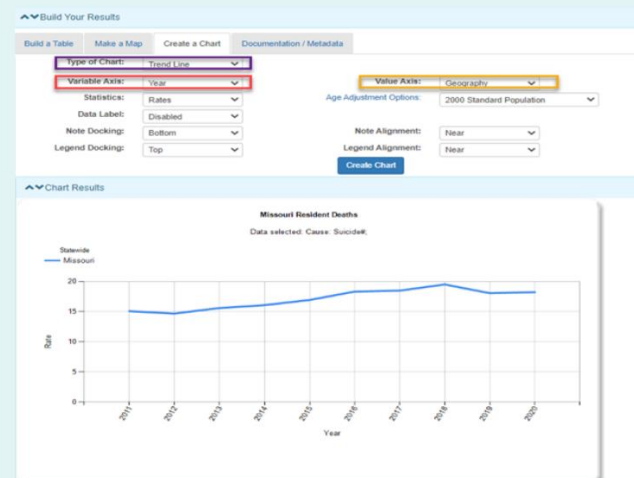 Build Your Results
Build a Table Make a Map Create a Chart Documentation / Metadata
Type of Chart: Trend Line
Variable Axis: Year Value Axis: Geography
Statistics: Rates Age Adjustment Options: 2000 Standard Population
Data Label: Disabled
Note Docking: Bottom Note Alignment: Near
Legend Docking: Top Legend Alignment: Near
Create Chart
Chart Results
Missouri Resident Deaths
Data selected: Cause: Suicide#;
Statewide
Missouri
20
15
10
5
0
Rate
2011 2012 2013 2014 2015 2016 2017 2018 2019 2020
Year